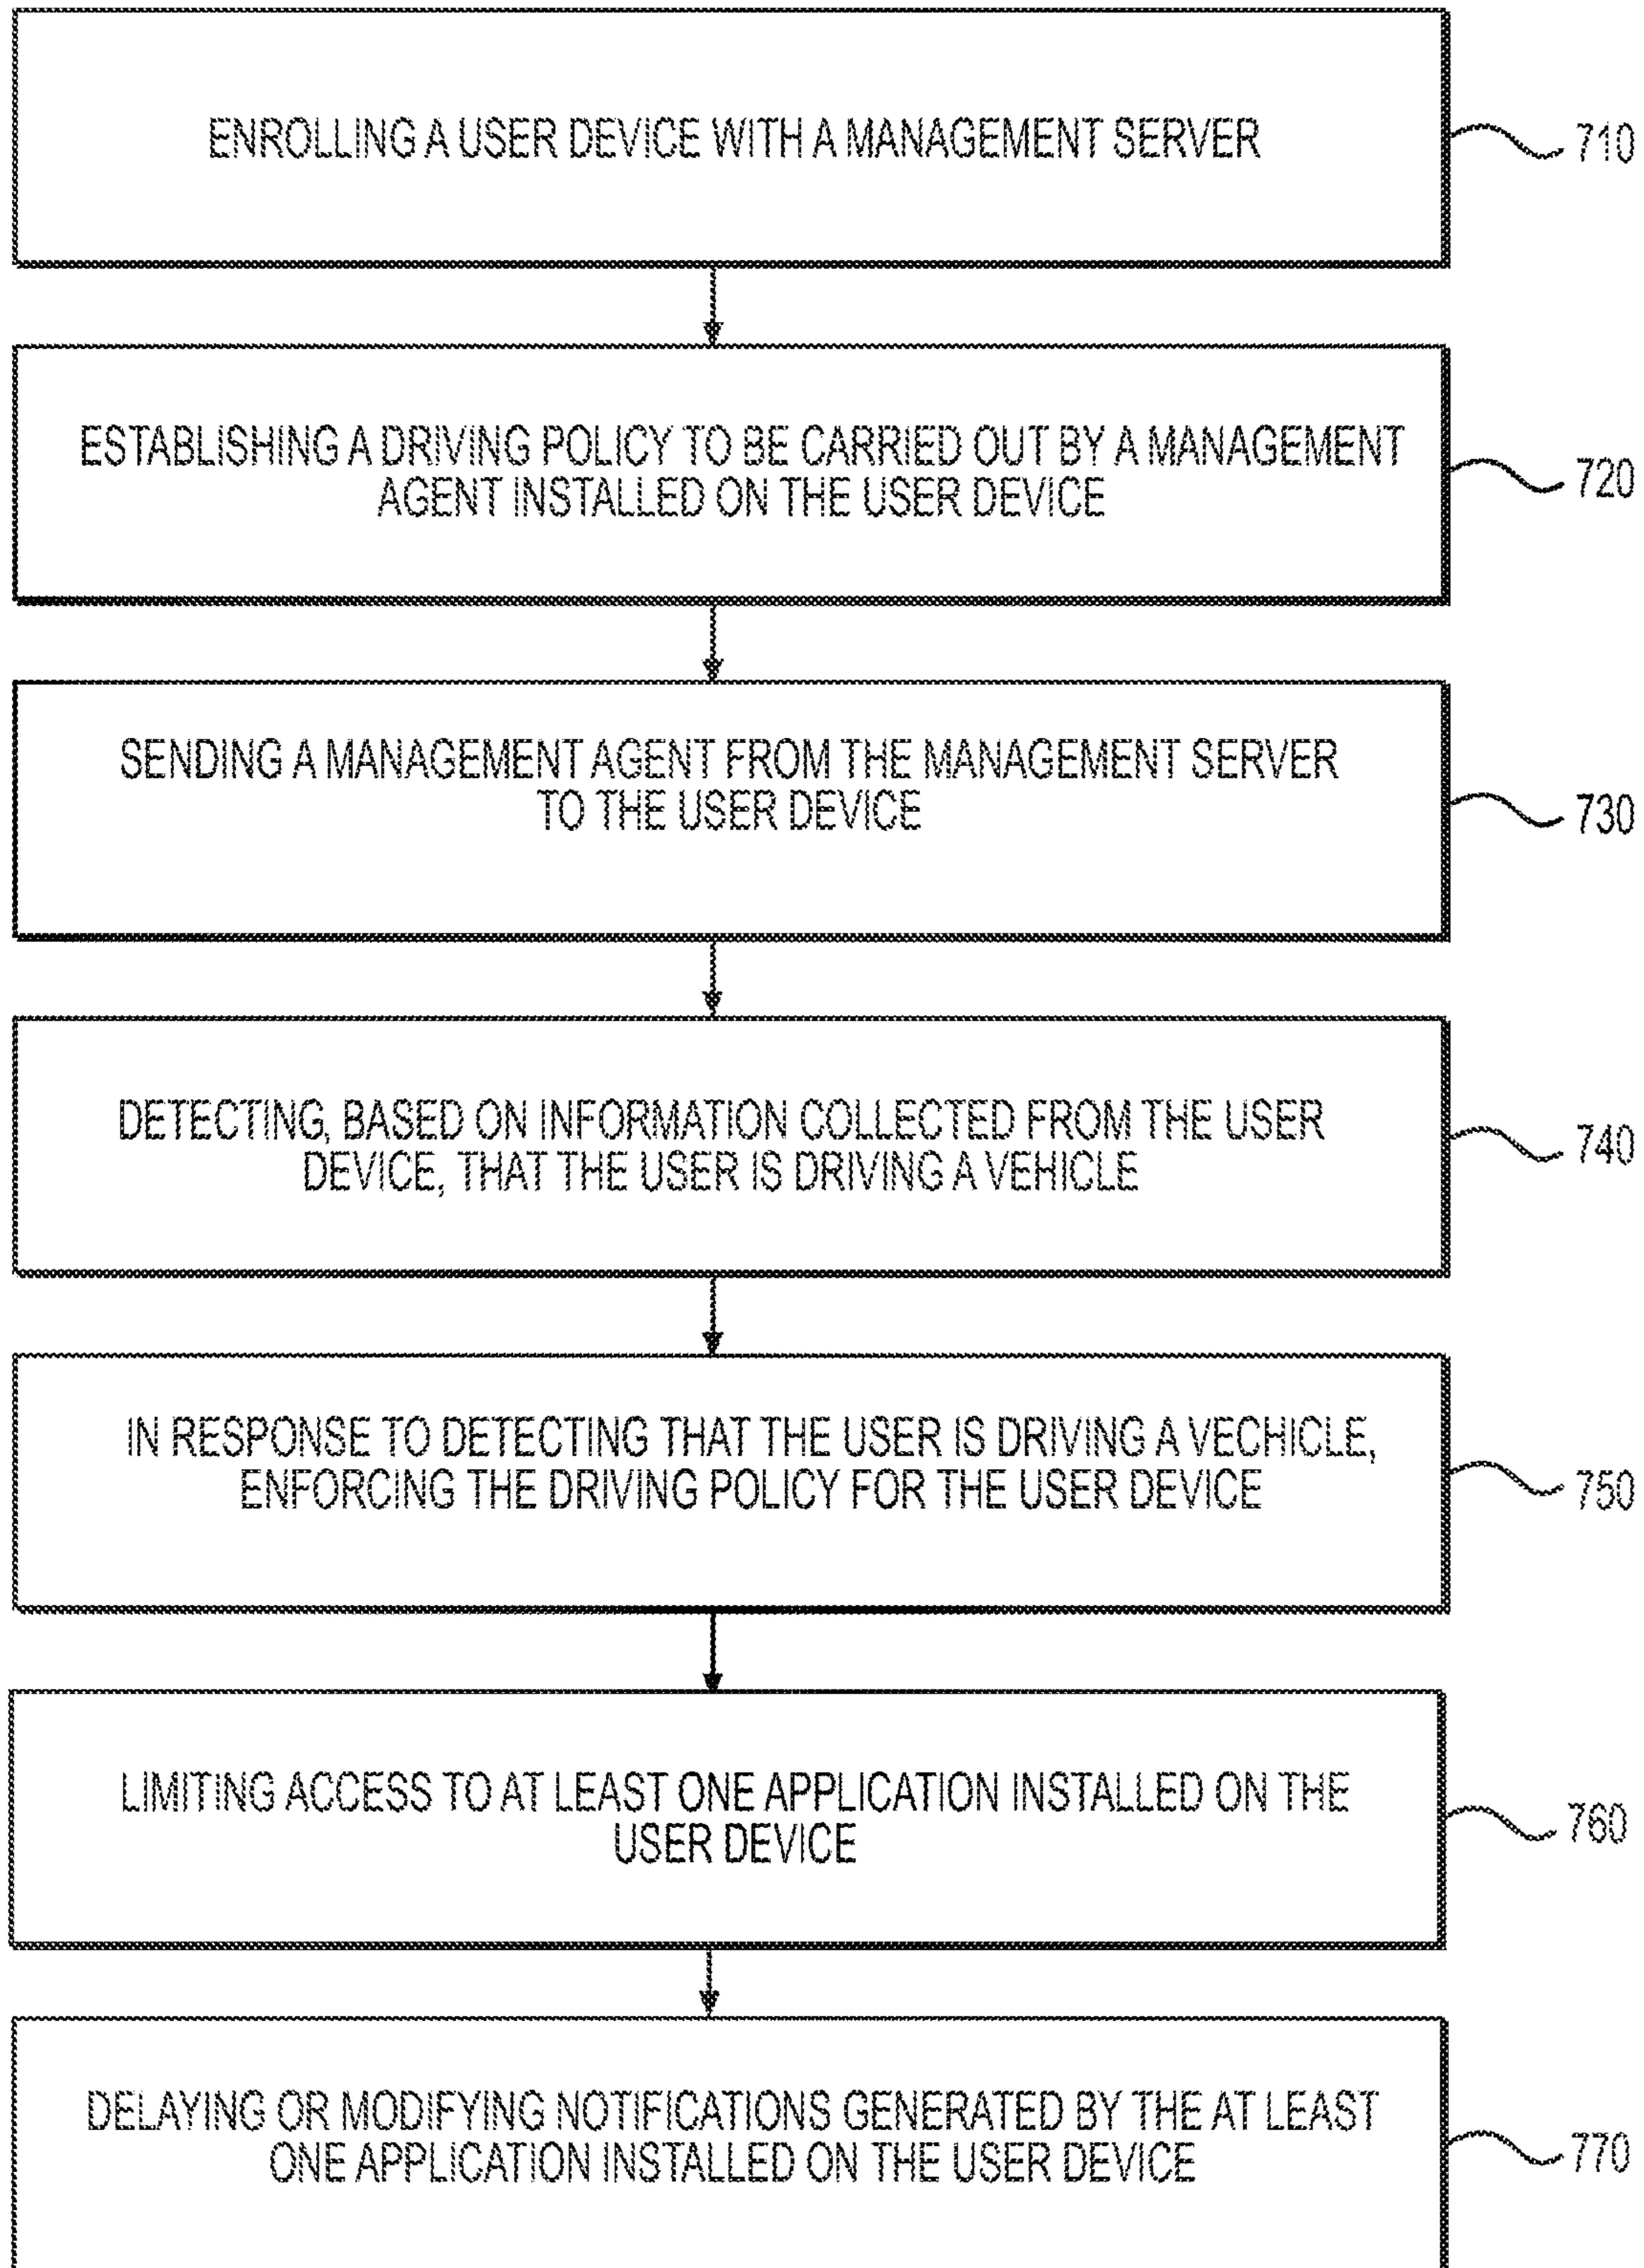 ENROLLING A USER DEVICE WITH A MANAGEMENT SERVER
710
ESTABLISHING A DRIVING POLICY TO BE CARRIED OUT BY A MANAGEMENT
AGENT INSTALLED ON THE USER DEVICE
720
SENDING A MANAGEMENT AGENT FROM THE MANAGEMENT SERVER
TO THE USER DEVICE
730
DETECTING, BASED ON INFORMATION COLLECTED FROM THE USER
DEVICE, THAT THE USER IS DRIVING A VEHICLE
740
IN RESPONSE TO DETECTING THAT THE USER IS DRIVING A VECHICLE,
ENFORCING THE DRIVING POLICY FOR THE USER DEVICE
750
LIMITING ACCESS TO AT LEAST ONE APPLICATION INSTALLED ON THE
USER DEVICE
760
DELAYING OR MODIFYING NOTIFICATIONS GENERATED BY THE AT LEAST
ONE APPLICATION INSTALLED ON THE USER DEVICE
770